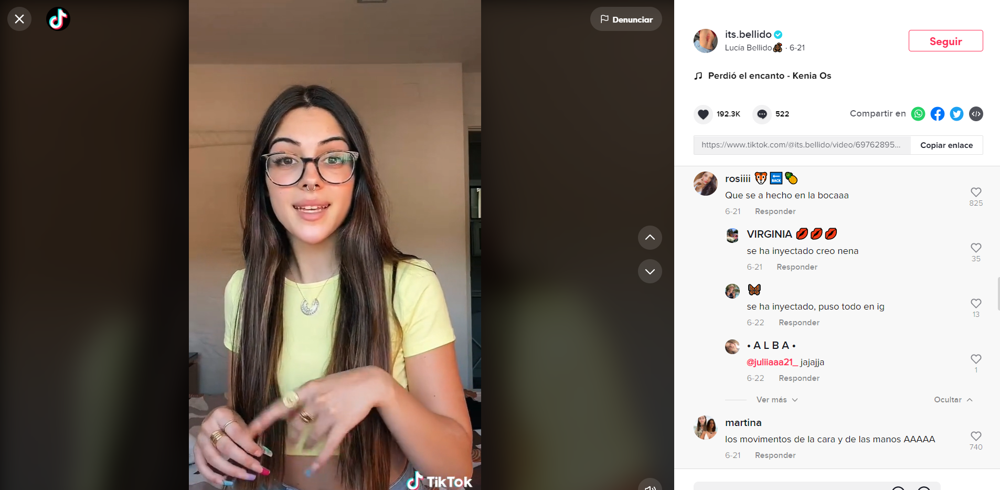 Denunciar
TikTok
its.bellido
Lucía Bellido · 6-21
Seguir
Perdió el encanto - Kenia Os
192.3K
522
Compartir en
https://www.tiktok.com/@its.bellido/video/69762895...
Copiar enlace
rosiiii 🐯🔙🍍
BACK
Que se a hecho en la bocaaa
825
6-21 Responder
VIRGINIA 💋💋💋
se ha inyectado creo nena
35
6-21 Responder
🦋
se ha inyectado, puso todo en ig
13
6-22 Responder
• A L B A •
@juliiaaa21_ jajajja
1
6-22 Responder
Ver más
Ocultar
martina
los movimentos de la cara y de las manos AAAAA
740
6-21 Responder